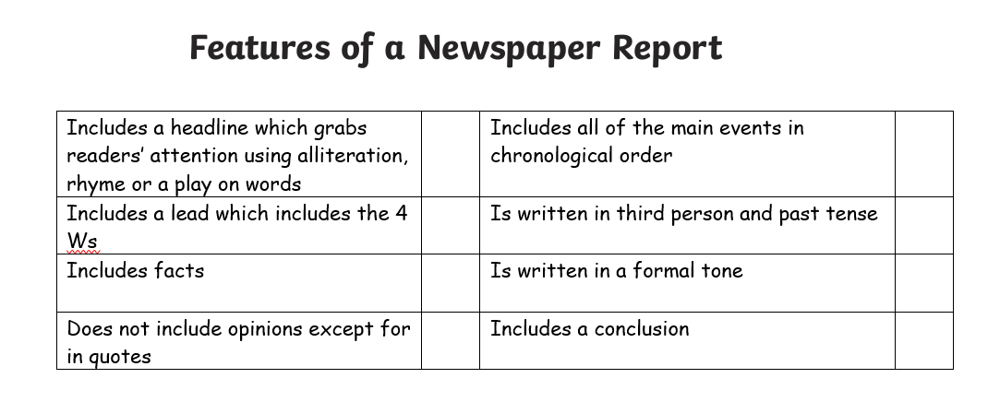 Features of a Newspaper Report
Includes a headline which grabs
readers' attention using alliteration,
rhyme or a play on words
Includes all of the main events in
chronological order
Includes a lead which includes the 4
Ws
Is written in third person and past tense
Includes facts
Is written in a formal tone
Does not include opinions except for
in quotes
Includes a conclusion